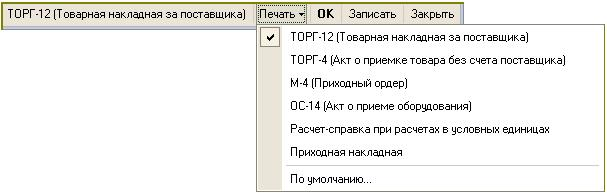 ТОРГ-12 (Товарная накладная за поставщика) Печать OK Записать Закрыть
ТОРГ-12 (Товарная накладная за поставщика)
ТОРГ-4 (Акт о приемке товара без счета поставщика)
М-4 (Приходный ордер)
ОС-14 (Акт о приеме оборудования)
Расчет-справка при расчетах в условных единицах
Приходная накладная
По умолчанию...